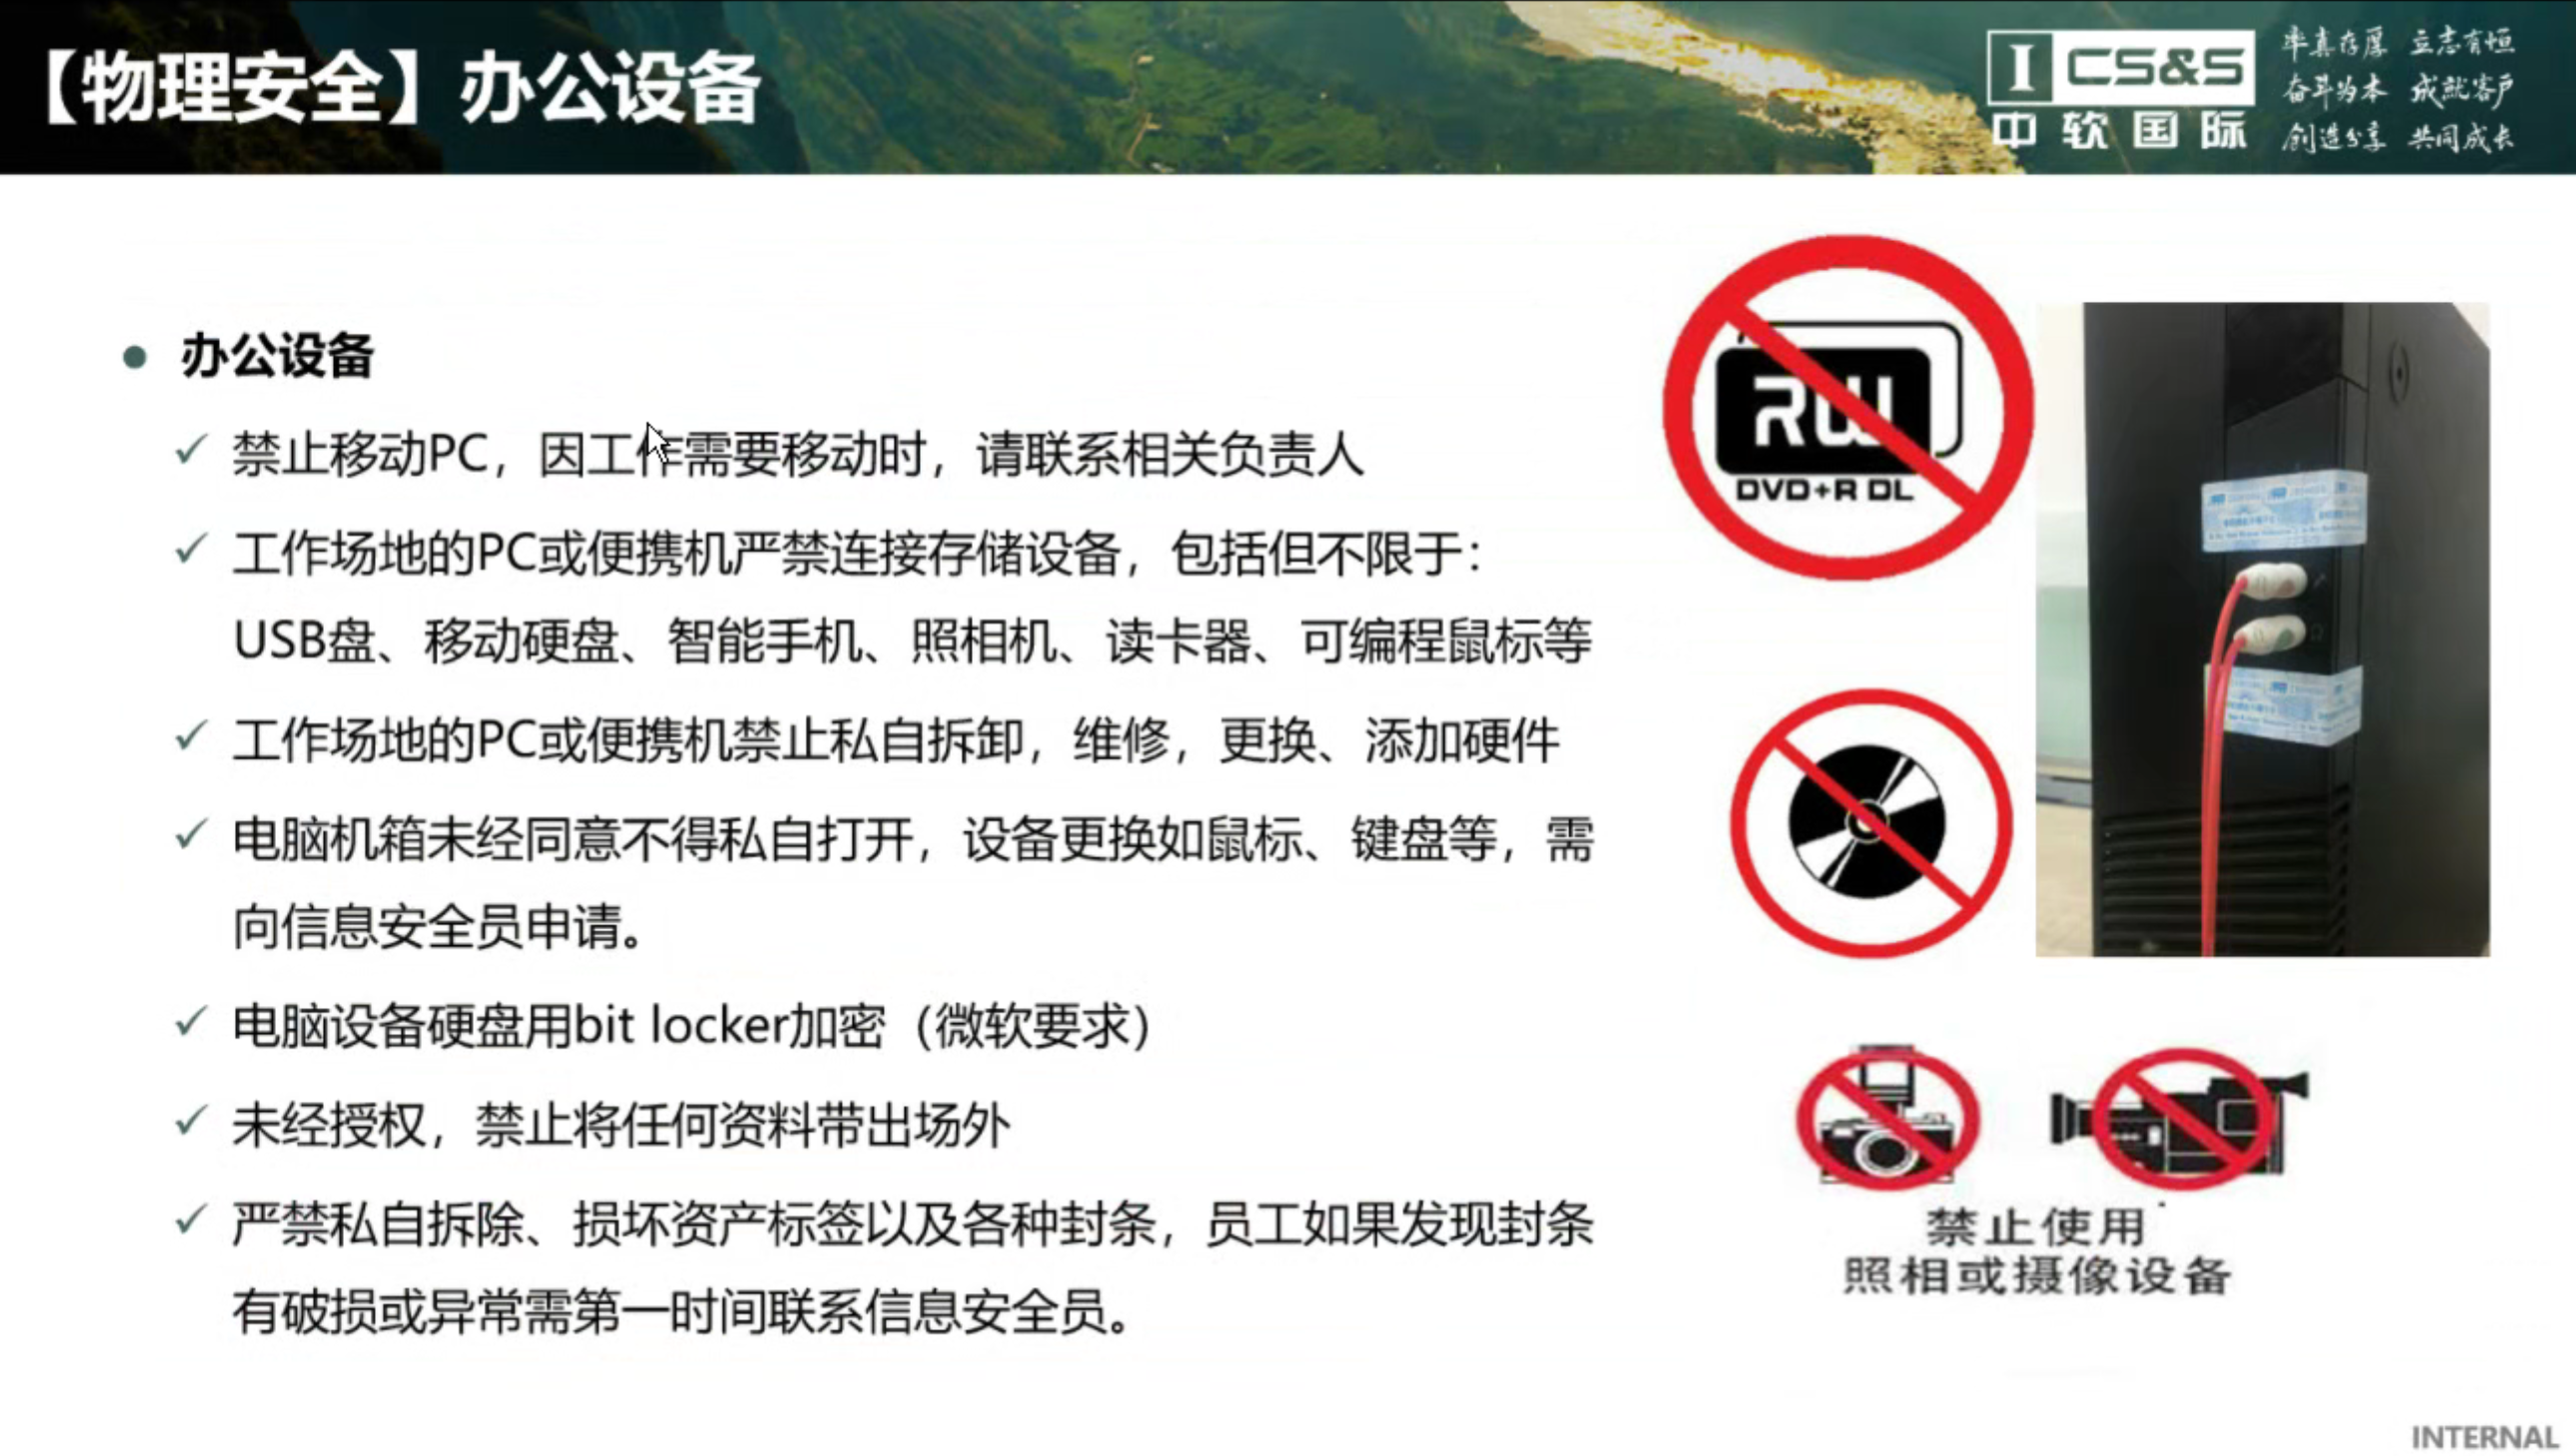 【物理安全】办公设备
ICS&S
中软国际
率真存厚 立志有恒
奋斗为本 成就客户
创造分享 共同成长
办公设备
禁止移动PC，因工作需要移动时，请联系相关负责人
工作场地的PC或便携机严禁连接存储设备，包括但不限于：
USB盘、移动硬盘、智能手机、照相机、读卡器、可编程鼠标等
工作场地的PC或便携机禁止私自拆卸，维修，更换、添加硬件
电脑机箱未经同意不得私自打开，设备更换如鼠标、键盘等，需
向信息安全员申请。
电脑设备硬盘用bit locker加密（微软要求）
未经授权，禁止将任何资料带出场外
严禁私自拆除、损坏资产标签以及各种封条，员工如果发现封条
有破损或异常需第一时间联系信息安全员。
RW
DVD+R DL
禁止使用
照相或摄像设备
INTERNAL